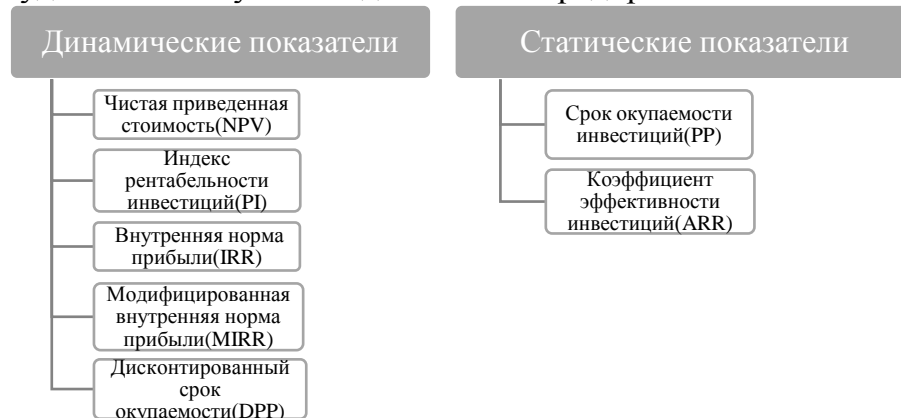 Динамические показатели
Чистая приведенная
стоимость(NPV)
Индекс
рентабельности
инвестиций(PI)
Внутренняя норма
прибыли(IRR)
Модифицированная
внутренняя норма
прибыли(MIRR)
Дисконтированный
срок
окупаемости(DPP)
Статические показатели
Срок окупаемости
инвестиций(PP)
Коэффициент
эффективности
инвестиций(ARR)